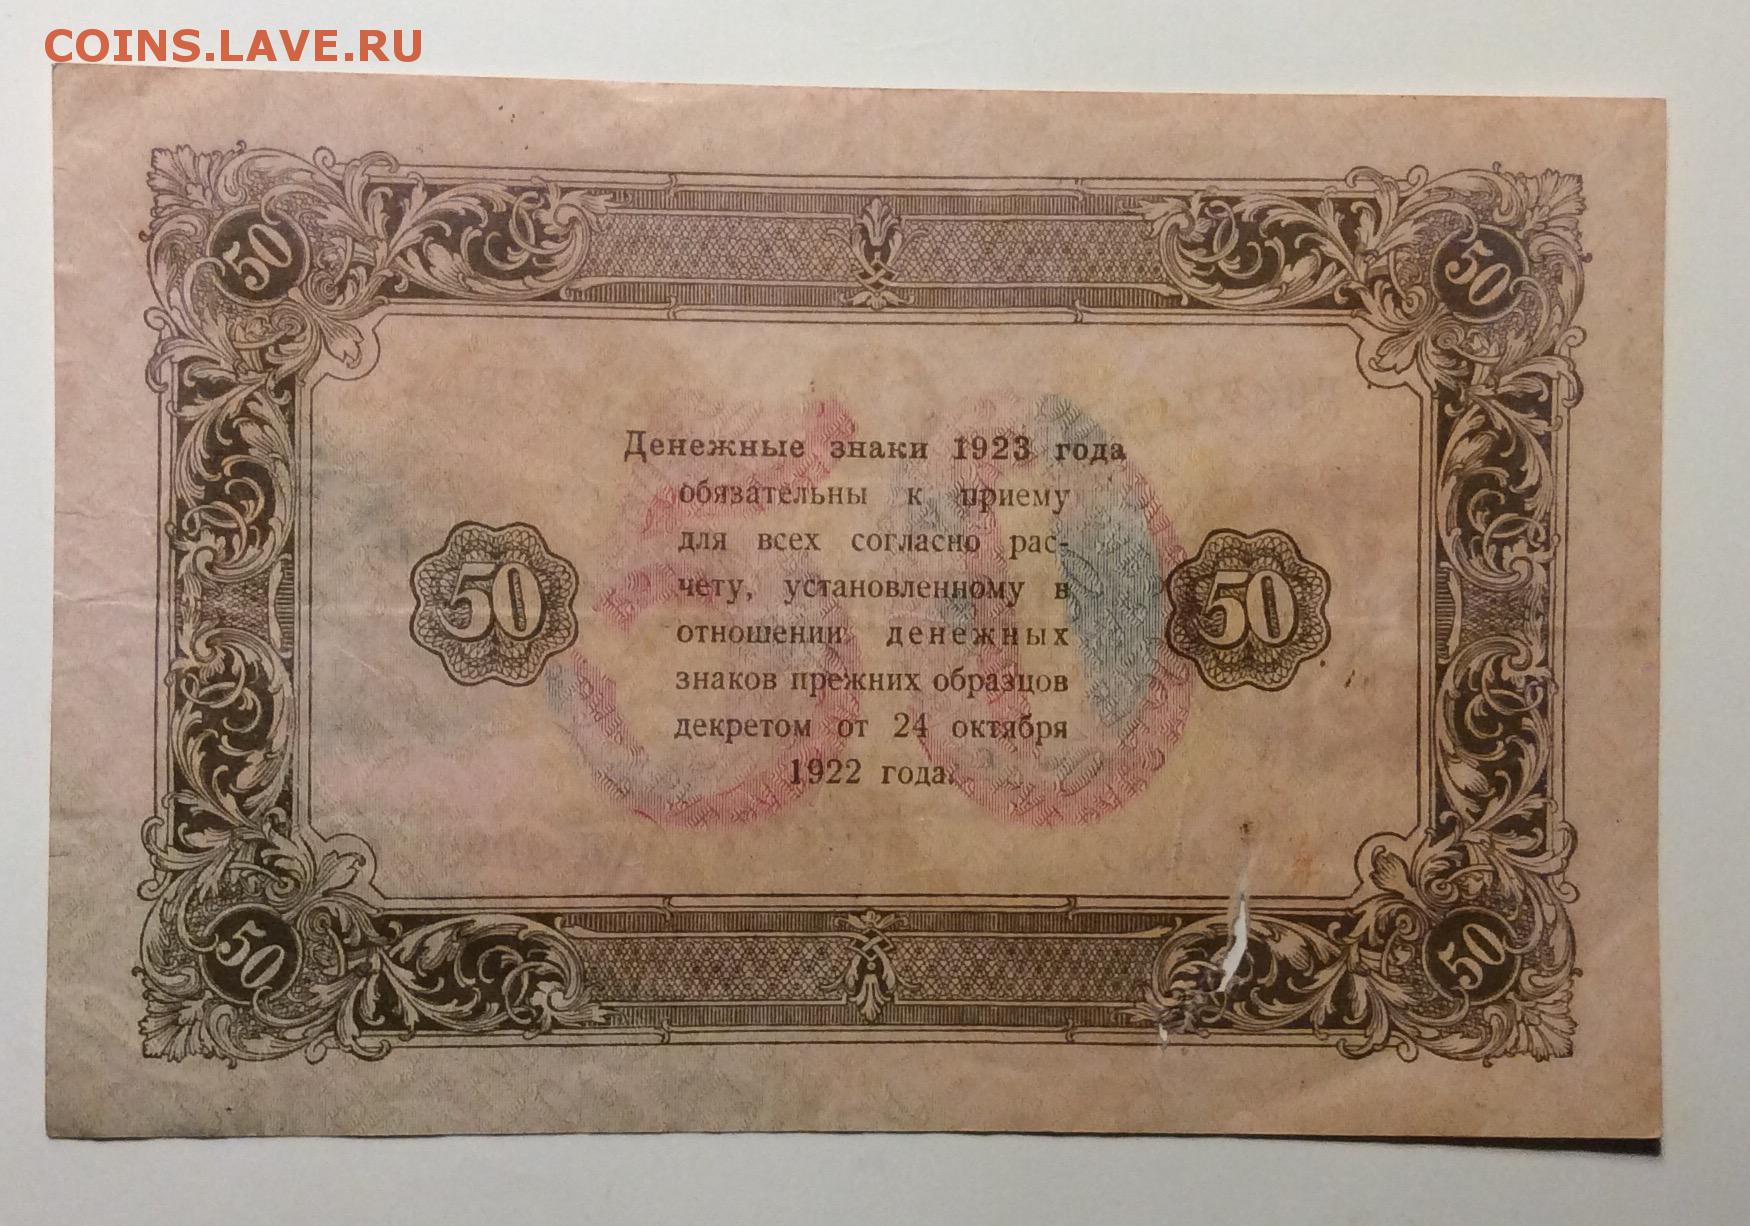 COINS.LAVE.RU
50
50
Денежные знаки 1923 года
обязательны к приему
для всех согласно рас-
чету, установленному в
отношении денежных
знаков прежних образцов
декретом от 24 октября
1922 года.
50
50
50
50
50